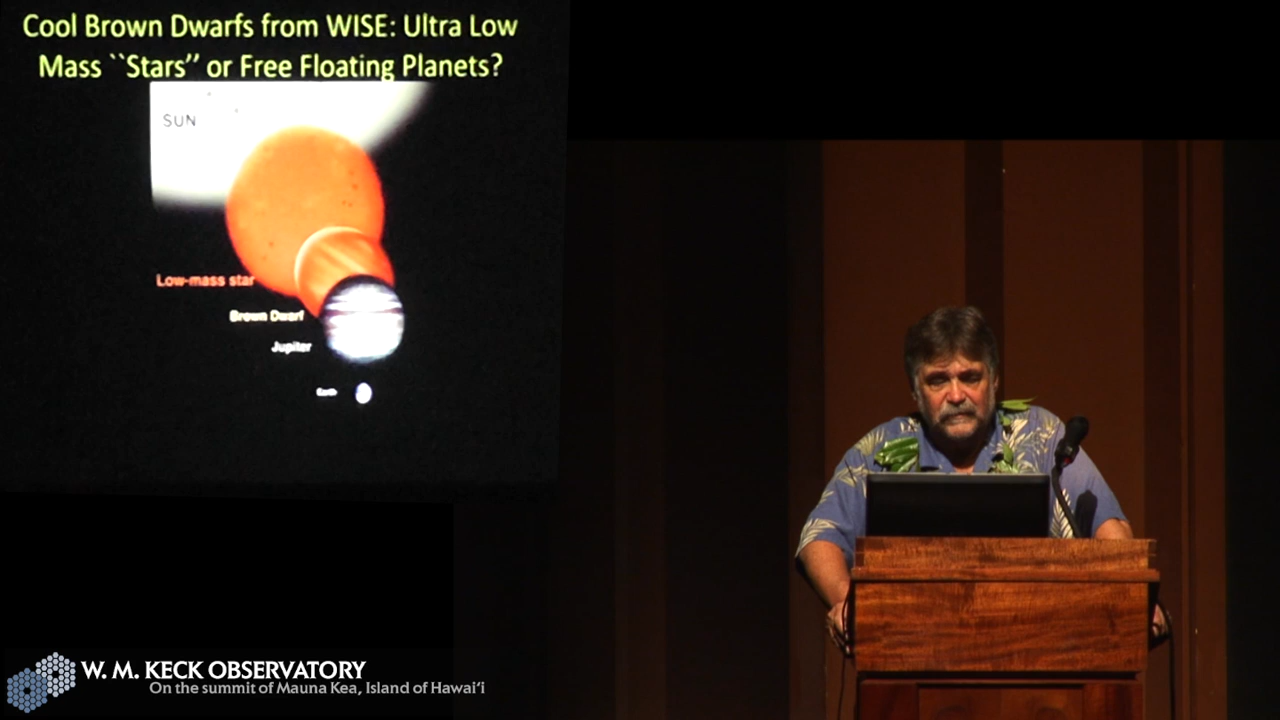 Cool Brown Dwarfs from WISE: Ultra Low
Mass ``Stars’’ or Free Floating Planets?
SUN
Low-mass star
Brown Dwarf
Jupiter
Earth
W. M. KECK OBSERVATORY
On the summit of Mauna Kea, Island of Hawai‘i